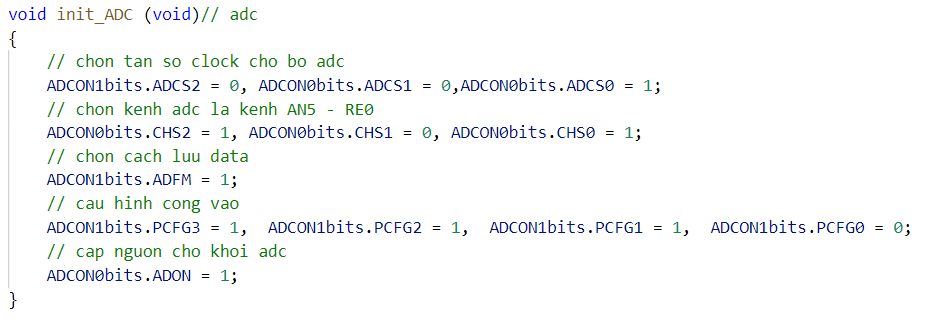 void init_ADC (void)// adc
{
// chon tan so clock cho bo adc
ADCON1bits.ADCS2 = 0, ADCON0bits.ADCS1 = 0,ADCON0bits.ADCS0 = 1;
// chon kenh adc la kenh AN5 - RE0
ADCON0bits.CHS2 = 1, ADCON0bits.CHS1 = 0, ADCON0bits.CHS0 = 1;
// chon cach luu data
ADCON1bits.ADFM = 1;
// cau hinh cong vao
ADCON1bits.PCFG3 = 1,  ADCON1bits.PCFG2 = 1,  ADCON1bits.PCFG1 = 1,  ADCON1bits.PCFG0 = 0;
// cap nguon cho khoi adc
ADCON0bits.ADON = 1;
}